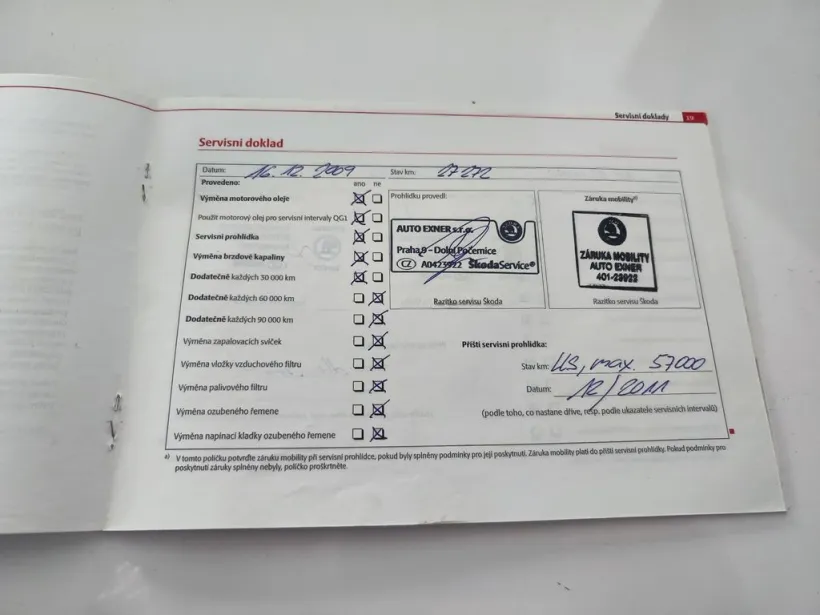 Servisní doklady 19
Servisní doklad
Datum: 16.12. 2009 Stav km: 27272
Provedeno: ano ne
Výměna motorového oleje
Použit motorový olej pro servisní intervaly QG1
Servisní prohlídka
Výměna brzdové kapaliny
Dodatečně každých 30 000 km
Dodatečně každých 60 000 km
Dodatečně každých 90 000 km
Výměna zapalovacích svíček
Výměna vložky vzduchového filtru
Výměna palivového filtru
Výměna ozubeného řemene
Výměna napínací kladky ozubeného řemene
Prohlídku provedl:
AUTO EXNER s.r.o.
Praha 9 - Dolní Počernice
CZ A0423922 ŠkodaService®
Razítko servisu Škoda
Záruka mobility a)
ZÁRUKA MOBILITY
AUTO EXNER
401-23922
Razítko servisu Škoda
Příští servisní prohlídka:
Stav km: US, max. 57000
Datum: 12/2011
(podle toho, co nastane dříve, resp. podle ukazatele servisních intervalů)
a) V tomto políčku potvrďte záruku mobility při servisní prohlídce, pokud byly splněny podmínky pro její poskytnutí. Záruka mobility platí do příští servisní prohlídky. Pokud podmínky pro
poskytnutí záruky splněny nebyly, políčko proškrtněte.